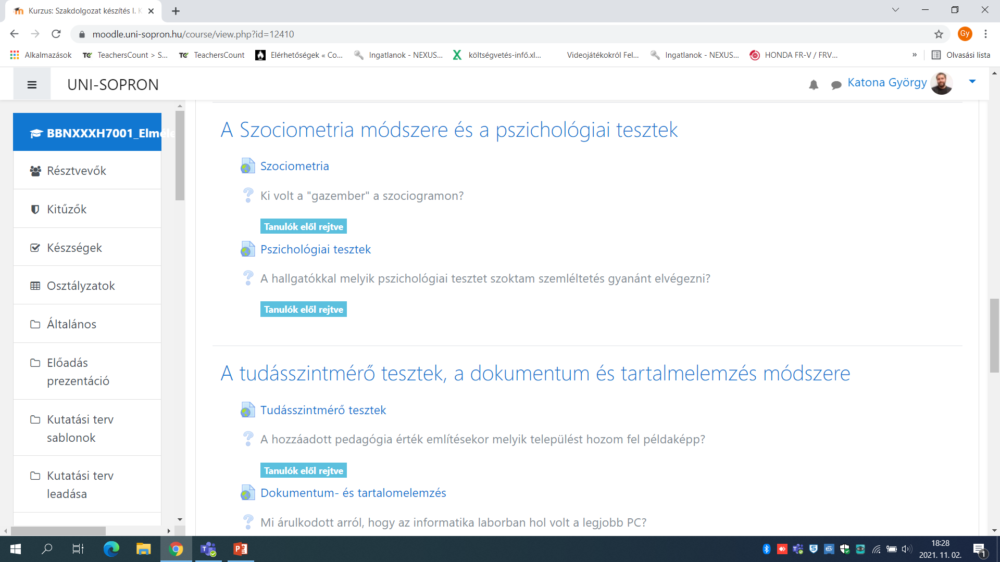 Kurzus: Szakdolgozat készítés I. K
moodle.uni-sopron.hu/course/view.php?id=12410
Gy
Alkalmazások
TeachersCount > S...
TeachersCount
Elérhetőségek « Co...
Ingatlanok - NEXUS...
költségvetés-infó.xl...
Videojátékokról Fel...
Ingatlanok - NEXUS...
HONDA FR-V / FRV...
»
Olvasási lista
UNI-SOPRON
Katona György
BBNXXXH7001_Elméle
Résztvevők
Kitűzők
Készségek
Osztályzatok
Általános
Előadás
prezentáció
Kutatási terv
sablonok
Kutatási terv
leadása
A Szociometria módszere és a pszichológiai tesztek
Szociometria
Ki volt a "gazember" a szociogramon?
Tanulók elől rejtve
Pszichológiai tesztek
A hallgatókkal melyik pszichológiai tesztet szoktam szemléltetés gyanánt elvégezni?
Tanulók elől rejtve
A tudásszintmérő tesztek, a dokumentum és tartalmelemzés módszere
Tudásszintmérő tesztek
A hozzáadott pedagógia érték említésekor melyik települést hozom fel példaképp?
Tanulók elől rejtve
Dokumentum- és tartalomelemzés
Mi árulkodott arról, hogy az informatika laborban hol volt a legjobb PC?
18:28
2021. 11. 02.
1